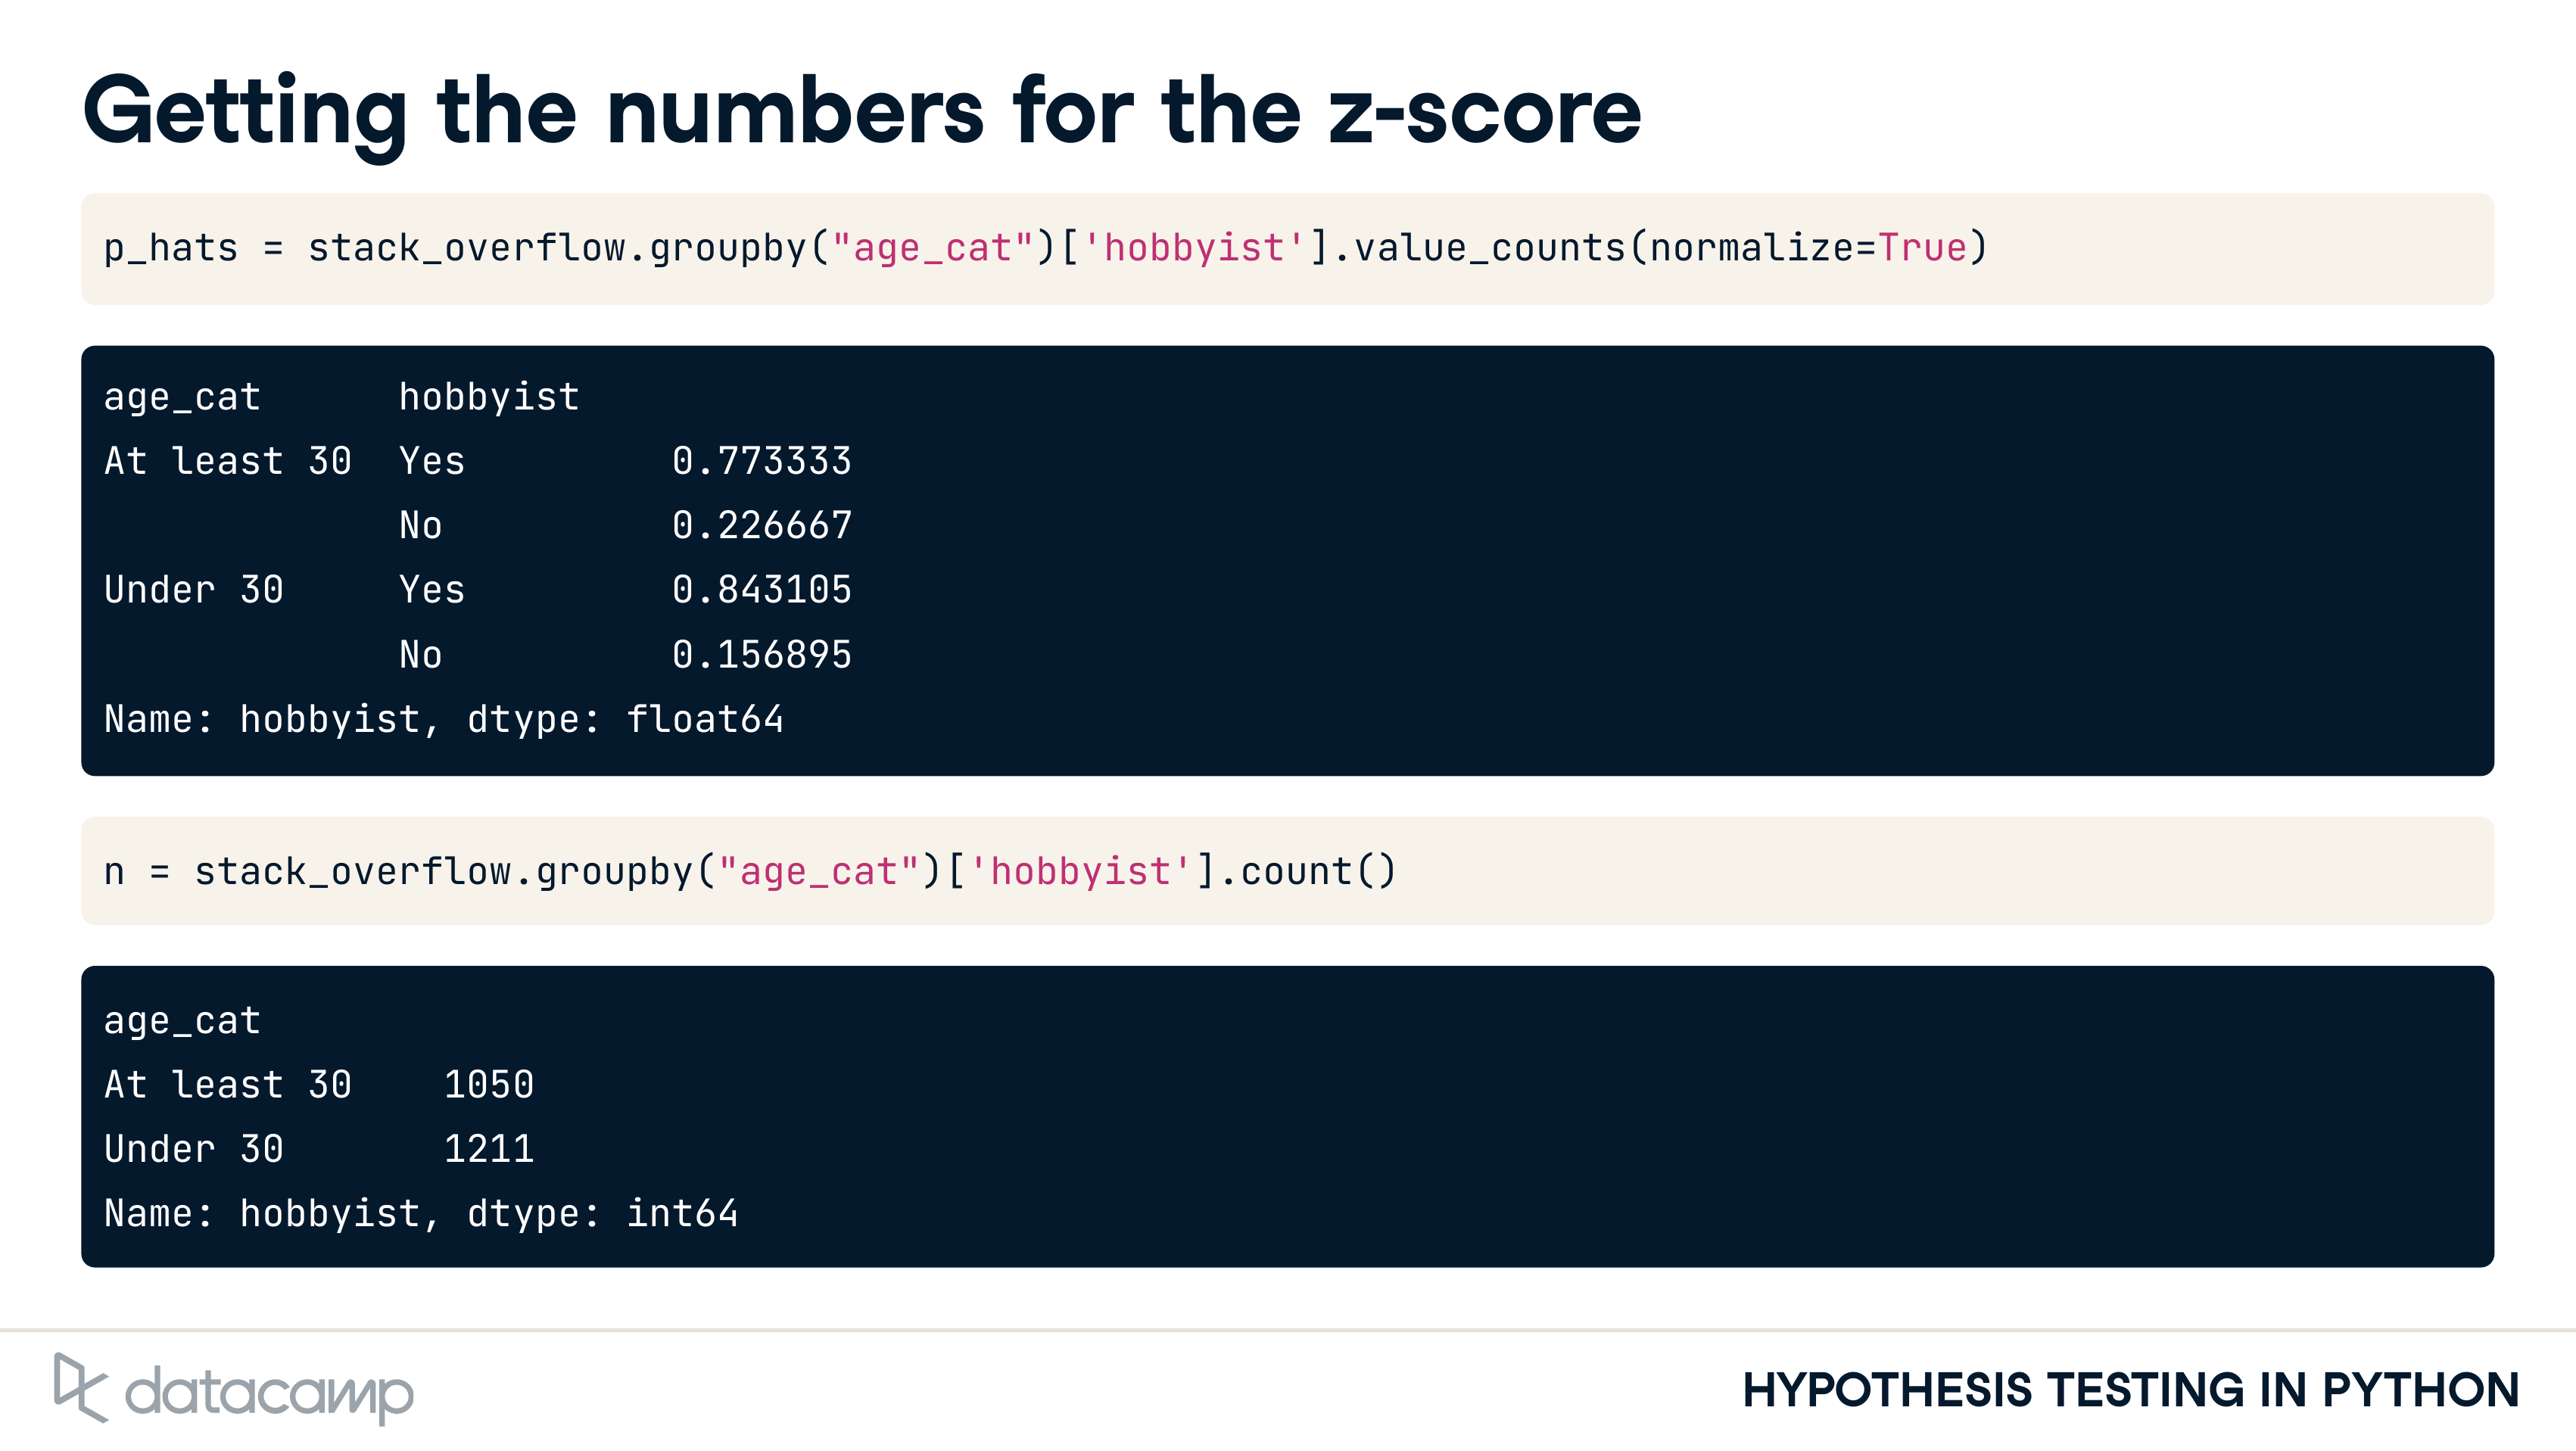 Getting the numbers for the z-score
p_hats = stack_overflow.groupby("age_cat")['hobbyist'].value_counts(normalize=True)
age_cat      hobbyist
At least 30  Yes         0.773333
             No          0.226667
Under 30     Yes         0.843105
             No          0.156895
Name: hobbyist, dtype: float64
n = stack_overflow.groupby("age_cat")['hobbyist'].count()
age_cat
At least 30    1050
Under 30       1211
Name: hobbyist, dtype: int64
datacamp
HYPOTHESIS TESTING IN PYTHON